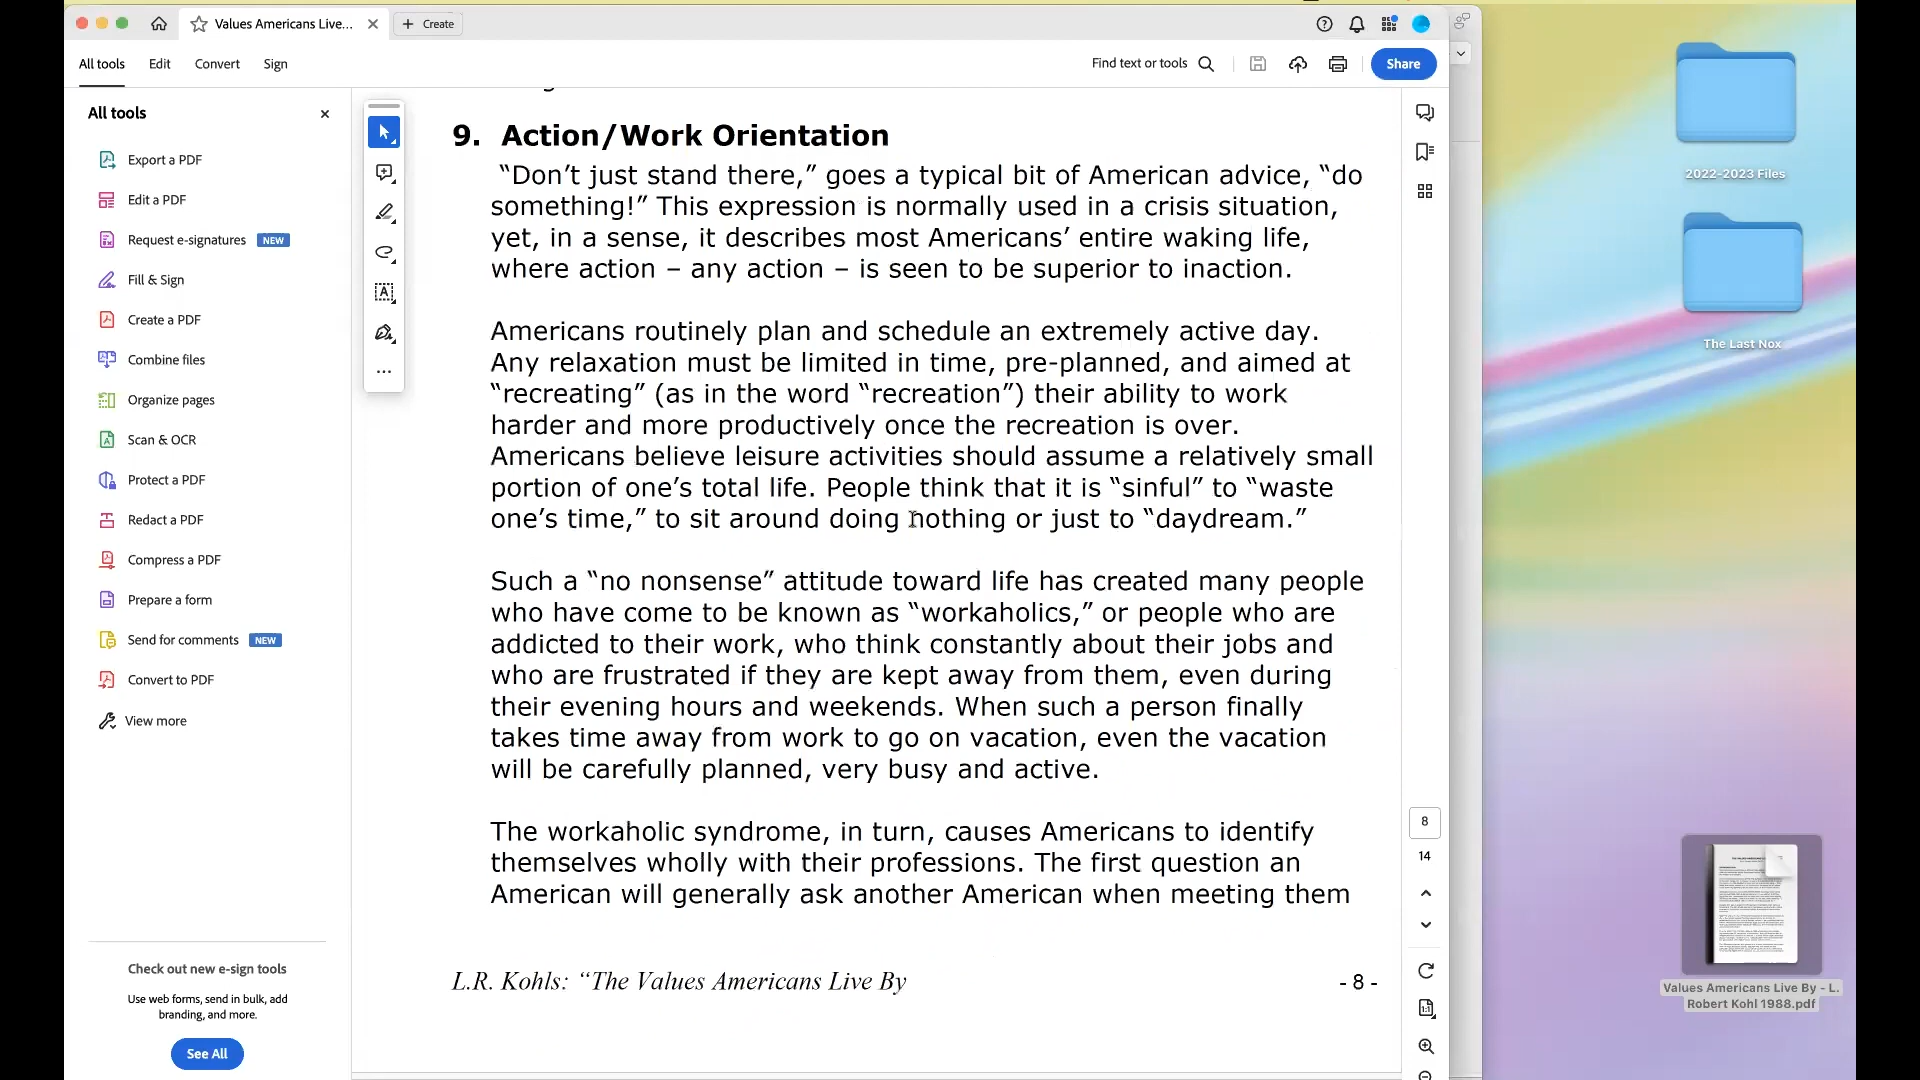 Values Americans Live...
Create
All tools
Edit
Convert
Sign
Find text or tools
Share
All tools
Export a PDF
Edit a PDF
Request e-signatures NEW
Fill & Sign
Create a PDF
Combine files
Organize pages
Scan & OCR
Protect a PDF
Redact a PDF
Compress a PDF
Prepare a form
Send for comments NEW
Convert to PDF
View more
Check out new e-sign tools
Use web forms, send in bulk, add
branding, and more.
See All
9. Action/Work Orientation
“Don’t just stand there,” goes a typical bit of American advice, “do
something!” This expression is normally used in a crisis situation,
yet, in a sense, it describes most Americans’ entire waking life,
where action – any action – is seen to be superior to inaction.
Americans routinely plan and schedule an extremely active day.
Any relaxation must be limited in time, pre-planned, and aimed at
“recreating” (as in the word “recreation”) their ability to work
harder and more productively once the recreation is over.
Americans believe leisure activities should assume a relatively small
portion of one’s total life. People think that it is “sinful” to “waste
one’s time,” to sit around doing nothing or just to “daydream.”
Such a “no nonsense” attitude toward life has created many people
who have come to be known as “workaholics,” or people who are
addicted to their work, who think constantly about their jobs and
who are frustrated if they are kept away from them, even during
their evening hours and weekends. When such a person finally
takes time away from work to go on vacation, even the vacation
will be carefully planned, very busy and active.
The workaholic syndrome, in turn, causes Americans to identify
themselves wholly with their professions. The first question an
American will generally ask another American when meeting them
L.R. Kohls: “The Values Americans Live By
- 8 -
8
14
2022-2023 Files
The Last Nox
Values Americans Live By - L.
Robert Kohl 1988.pdf